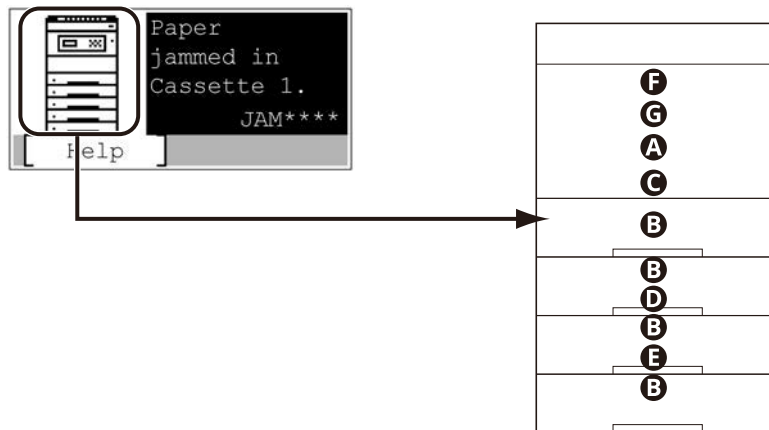 Paper
jammed in
Cassette 1.
JAM****
[ Help ]
F
G
A
C
B
B
D
B
E
B